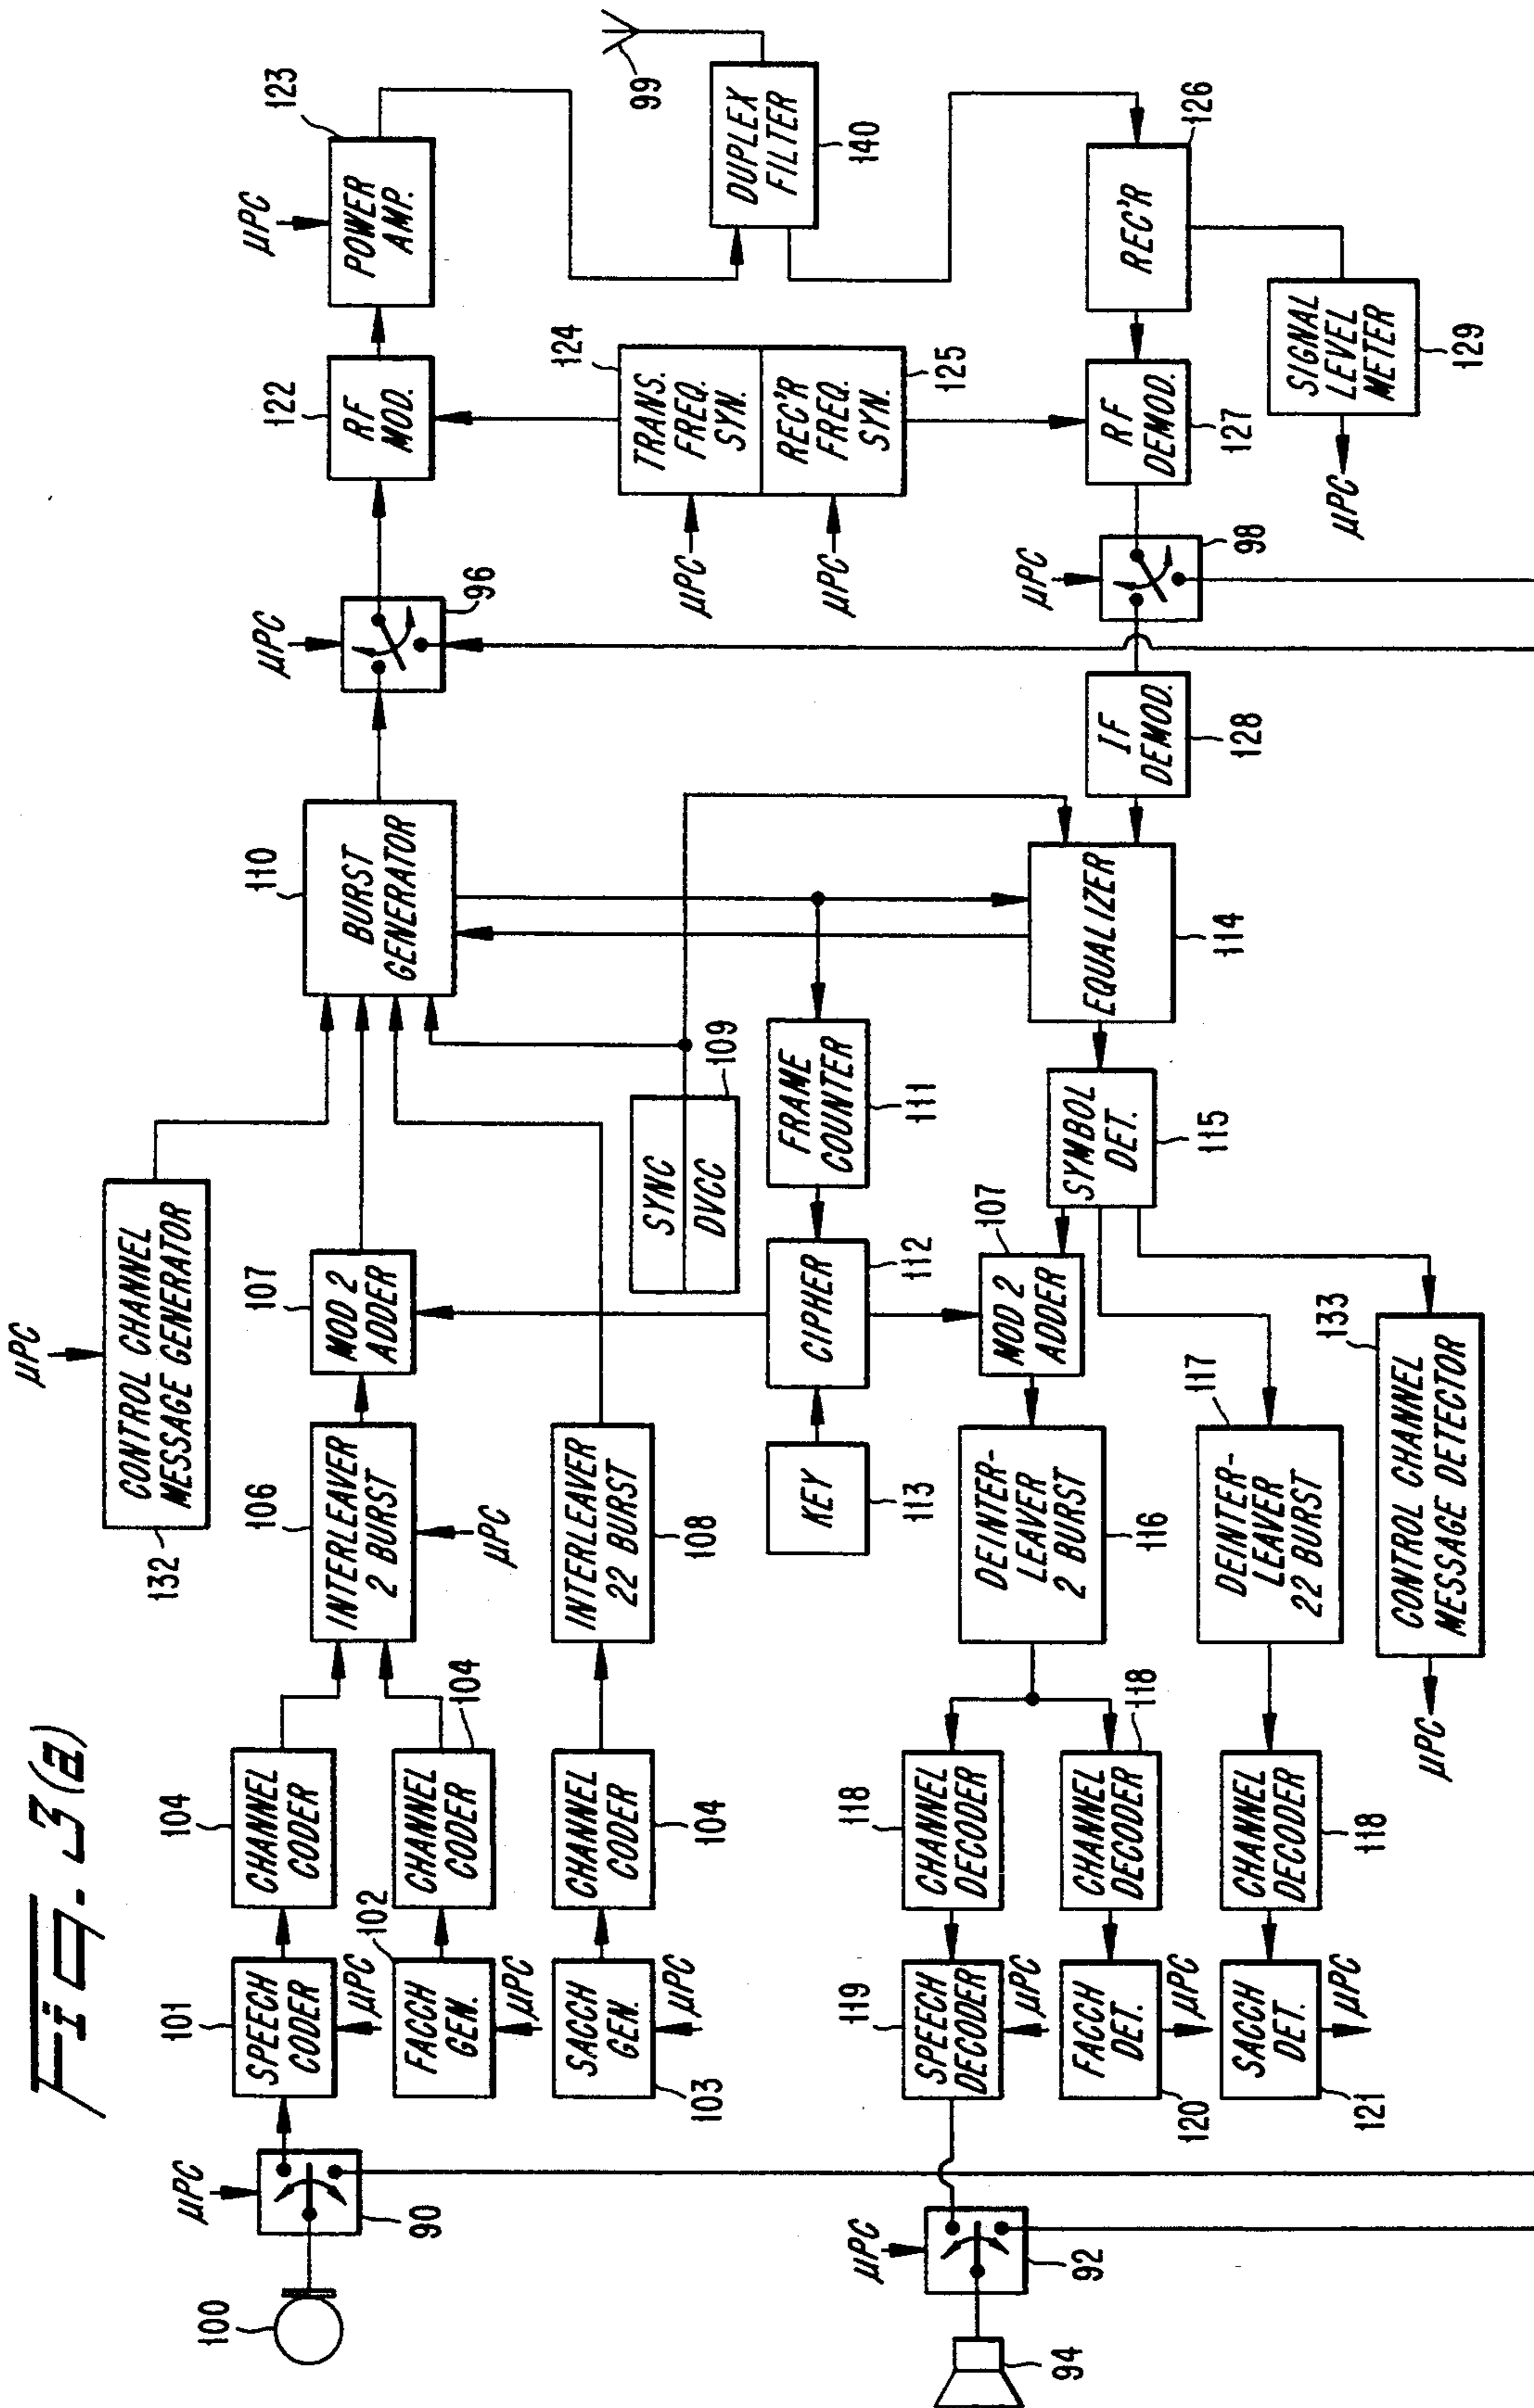 FIG. 3(a)
100
μPC
90
101
SPEECH
CODER
μPC
104
CHANNEL
CODER
102
FACCH
GEN.
μPC
CHANNEL
CODER
104
SACCH
GEN.
μPC
103
CHANNEL
CODER
104
μPC
132
CONTROL CHANNEL
MESSAGE GENERATOR
106
INTERLEAVER
2 BURST
μPC
INTERLEAVER
22 BURST
108
107
MOD 2
ADDER
SYNC
DVCC
109
110
BURST
GENERATOR
μPC
96
122
RF
MOD.
μPC
123
POWER
AMP.
99
DUPLEX
FILTER
140
124
TRANS.
FREQ.
SYN.
REC'R
FREQ.
SYN.
125
μPC
μPC
KEY
113
CIPHER
112
FRAME
COUNTER
111
94
μPC
92
119
SPEECH
DECODER
μPC
118
CHANNEL
DECODER
FACCH
DET.
μPC
120
CHANNEL
DECODER
118
SACCH
DET.
μPC
121
CHANNEL
DECODER
118
DEINTER-
LEAVER
2 BURST
116
117
DEINTER-
LEAVER
22 BURST
133
CONTROL CHANNEL
MESSAGE DETECTOR
μPC
107
MOD 2
ADDER
SYMBOL
DET.
115
EQUALIZER
114
IF
DEMOD.
128
μPC
98
RF
DEMOD.
127
REC'R
126
SIGNAL
LEVEL
METER
129
μPC